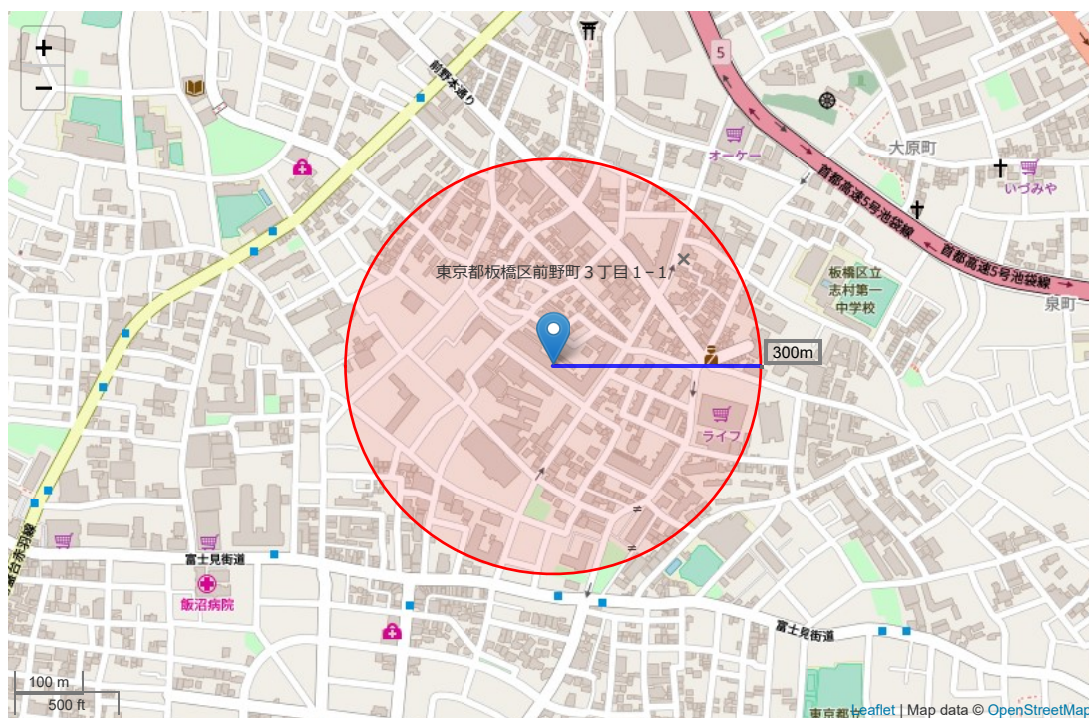 +
−
前野本通り
5
オーケー
大原町
いづみや
首都高速5号池袋線
首都高速5号池袋線
東京都板橋区前野町３丁目１−１
板橋区立
志村第一
中学校
泉町
300m
ライフ
富士見街道
飯沼病院
富士見街道
100 m
500 ft
Leaflet | Map data © OpenStreetMap